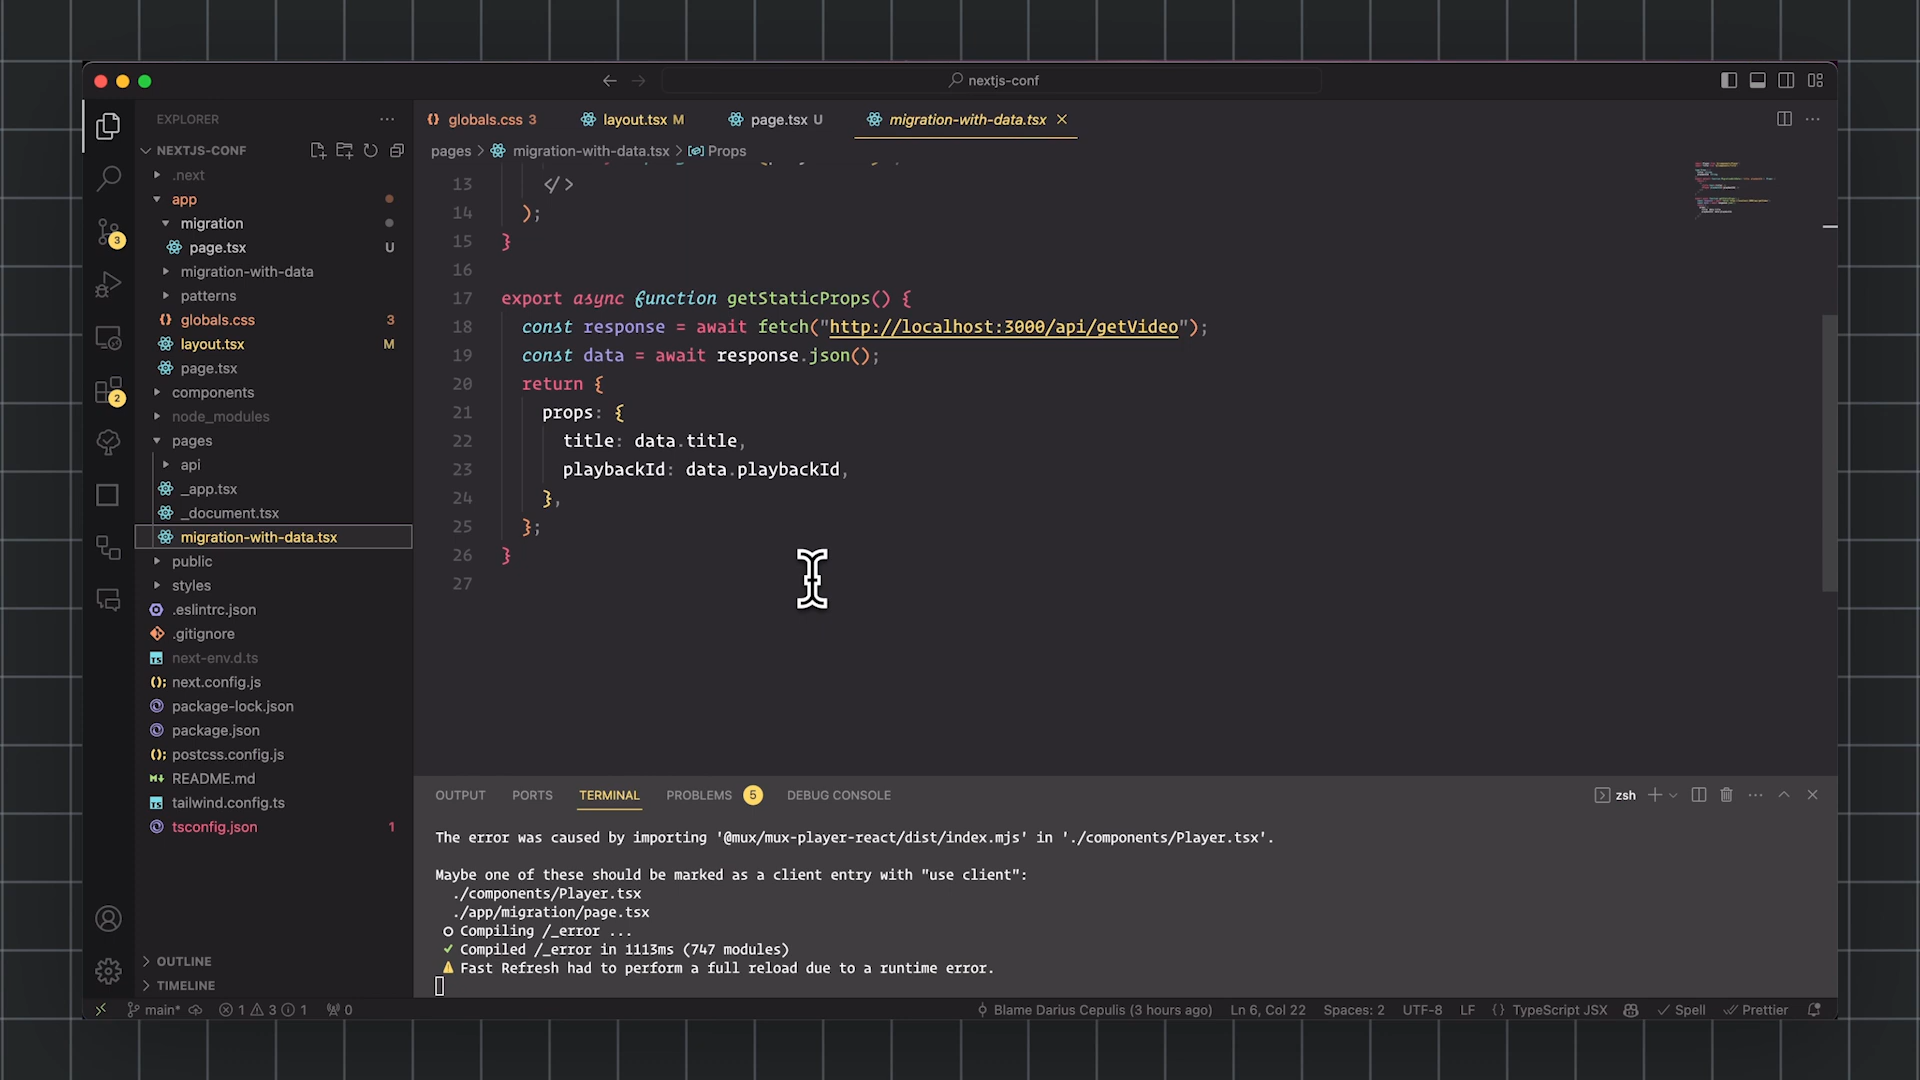 nextjs-conf
EXPLORER
NEXTJS-CONF
.next
app
migration
page.tsx U
migration-with-data
patterns
globals.css 3
layout.tsx M
page.tsx
components
node_modules
pages
api
_app.tsx
_document.tsx
migration-with-data.tsx
public
styles
.eslintrc.json
.gitignore
next-env.d.ts
next.config.js
package-lock.json
package.json
postcss.config.js
README.md
tailwind.config.ts
tsconfig.json 1
OUTLINE
TIMELINE
3
2
globals.css 3 layout.tsx M page.tsx U migration-with-data.tsx
pages > migration-with-data.tsx > Props
13 </>
14 );
15 }
16
17 export async function getStaticProps() {
18 const response = await fetch("http://localhost:3000/api/getVideo");
19 const data = await response.json();
20 return {
21 props: {
22 title: data.title,
23 playbackId: data.playbackId,
24 },
25 };
26 }
27
OUTPUT PORTS TERMINAL PROBLEMS 5 DEBUG CONSOLE zsh
The error was caused by importing '@mux/mux-player-react/dist/index.mjs' in './components/Player.tsx'.
Maybe one of these should be marked as a client entry with "use client":
./components/Player.tsx
./app/migration/page.tsx
○ Compiling /_error ...
✓ Compiled /_error in 1113ms (747 modules)
⚠ Fast Refresh had to perform a full reload due to a runtime error.
main* 1 3 1 0 Blame Darius Cepulis (3 hours ago) Ln 6, Col 22 Spaces: 2 UTF-8 LF {} TypeScript JSX Spell Prettier